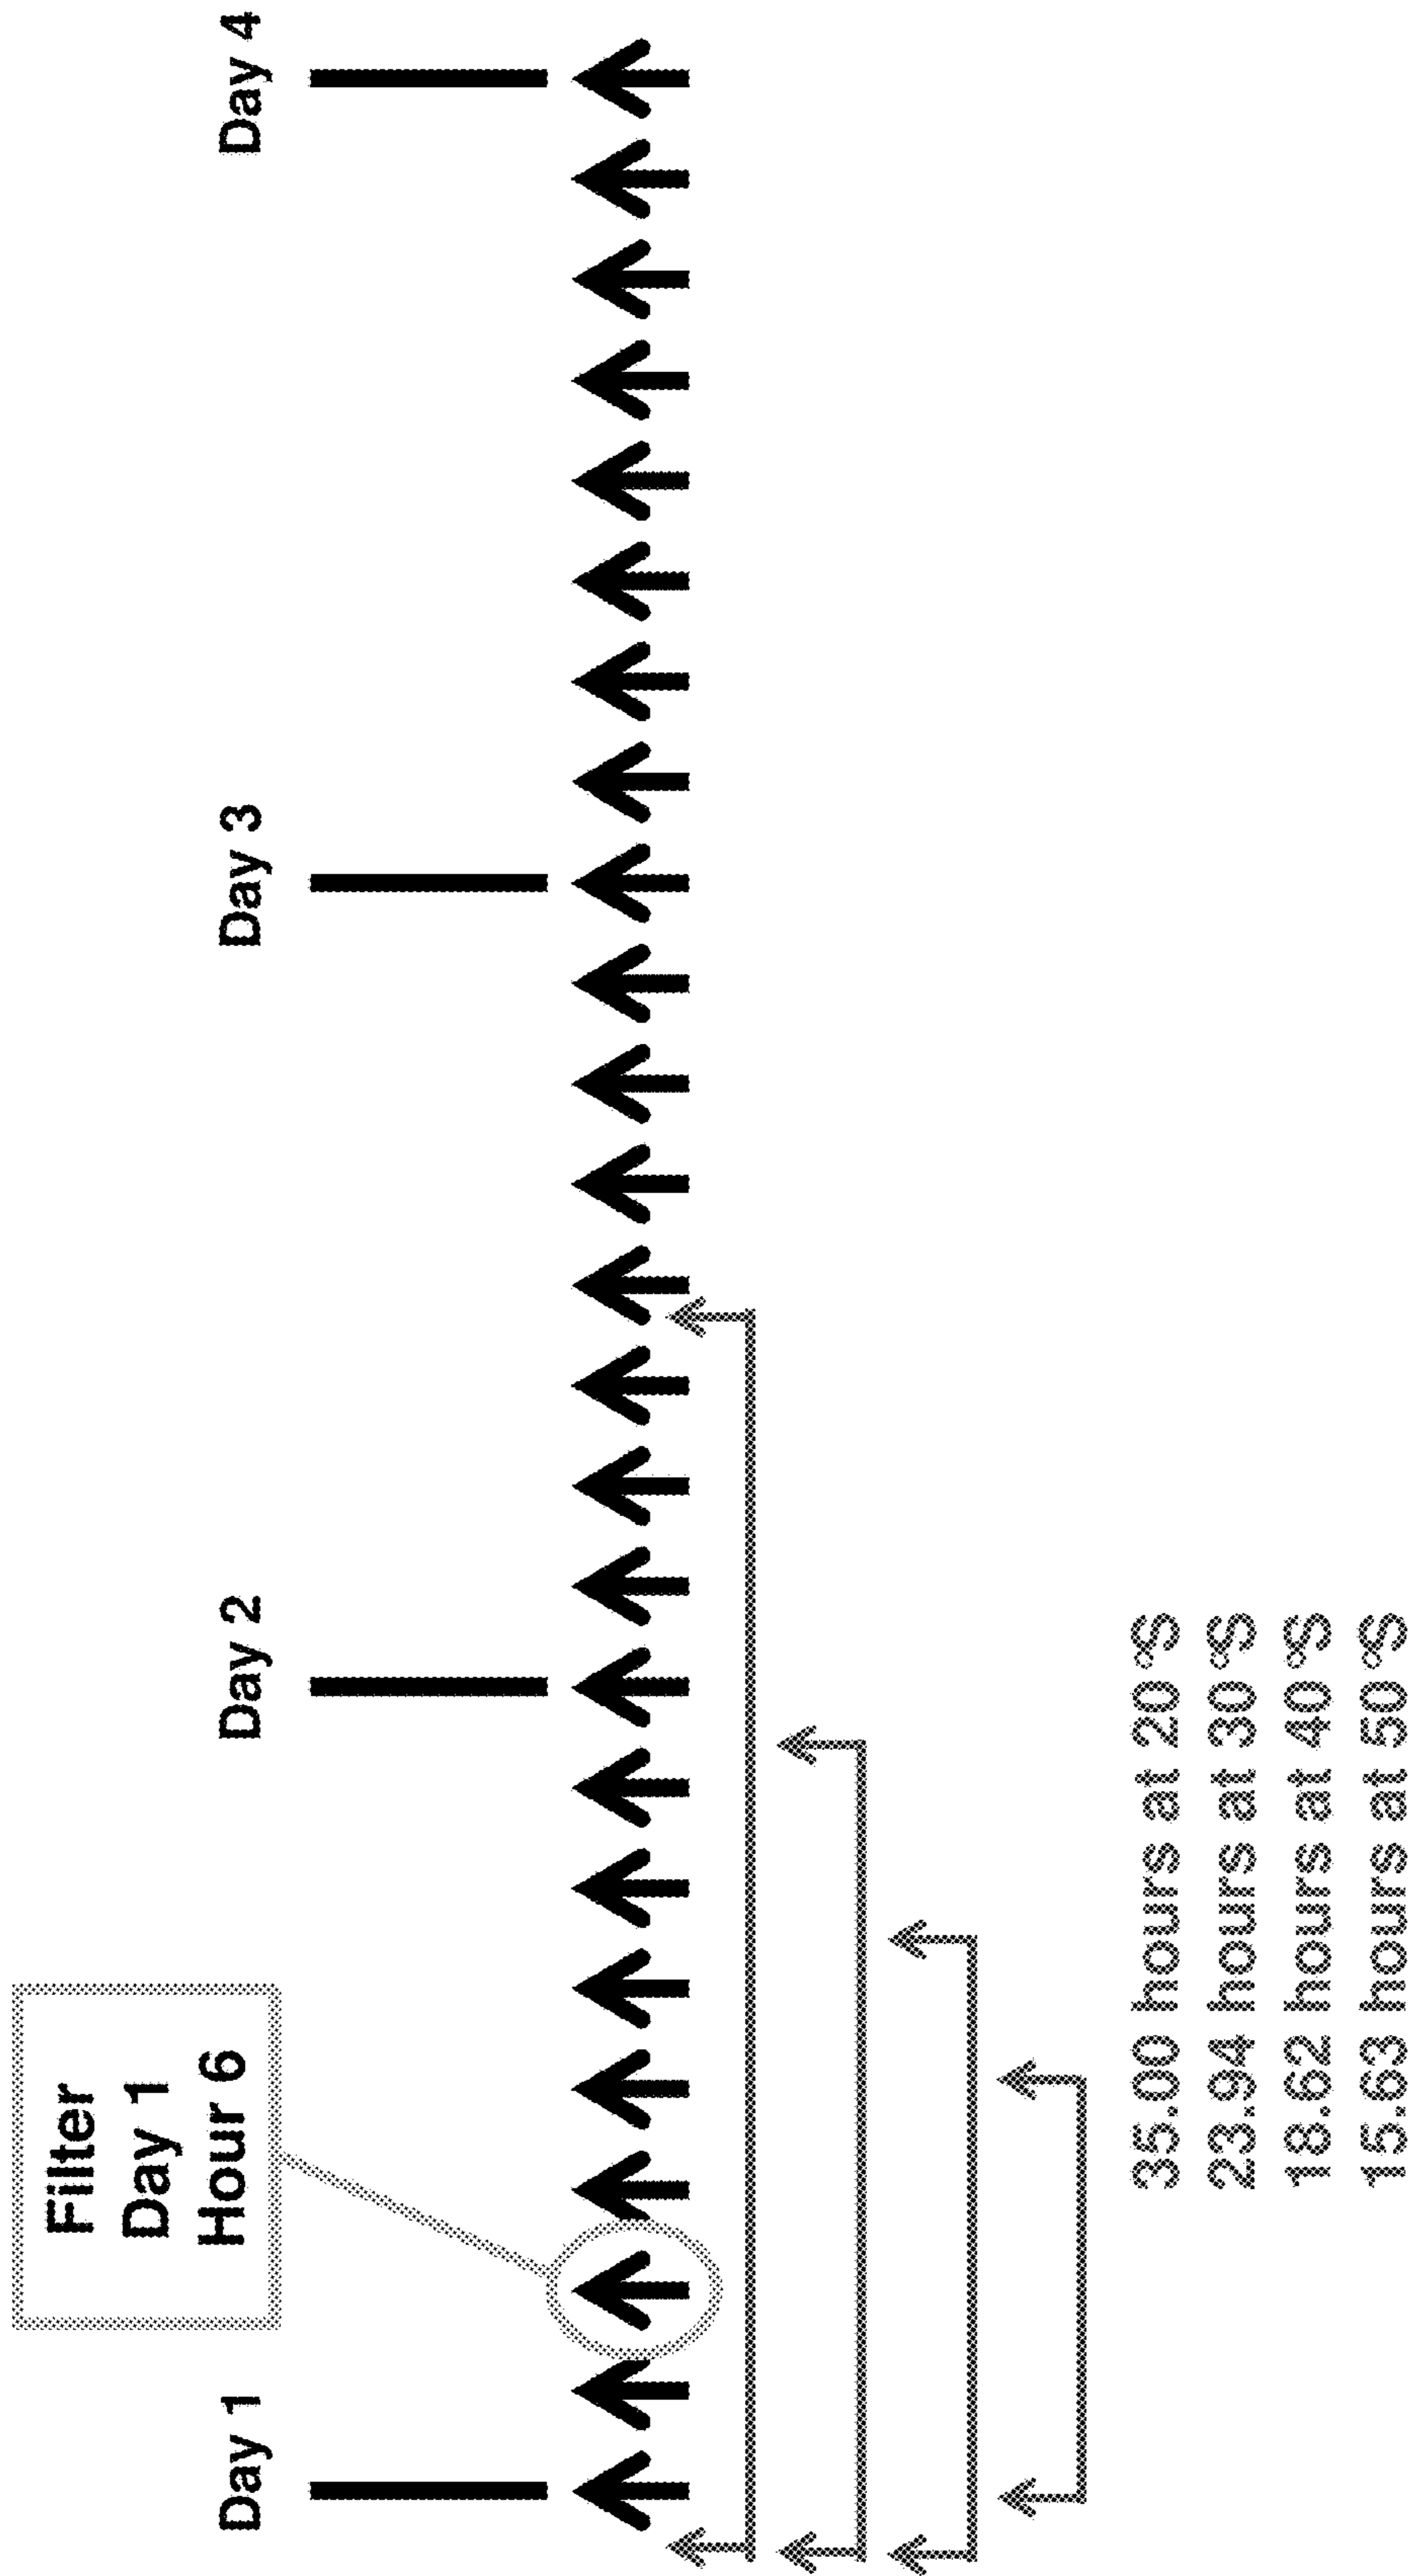 Filter
Day 1
Hour 6
Day 1
Day 2
Day 3
Day 4
35.00 hours at 20°S
23.94 hours at 30°S
18.62 hours at 40°S
15.63 hours at 50°S